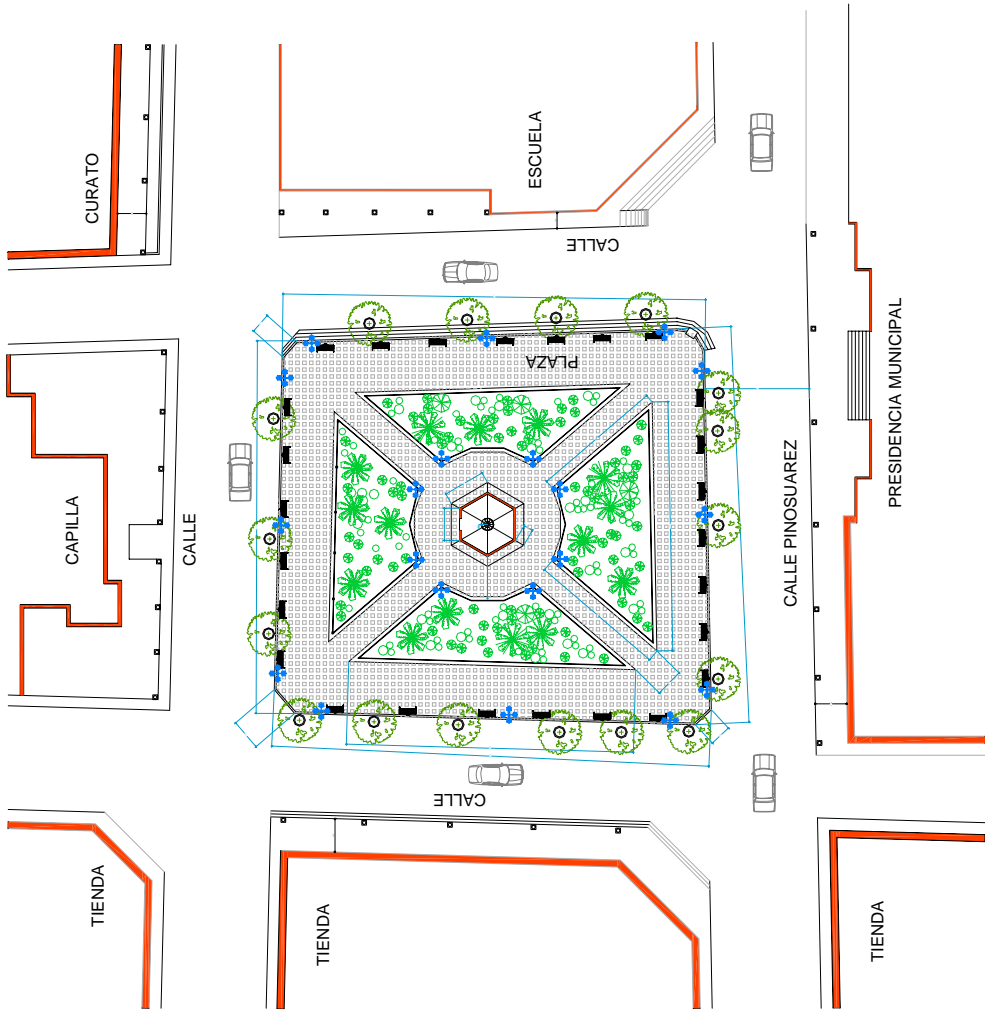 CURATO
ESCUELA
CALLE
PLAZA
PRESIDENCIA MUNICIPAL
CAPILLA
CALLE
CALLE PINOSUAREZ
CALLE
TIENDA
TIENDA
TIENDA